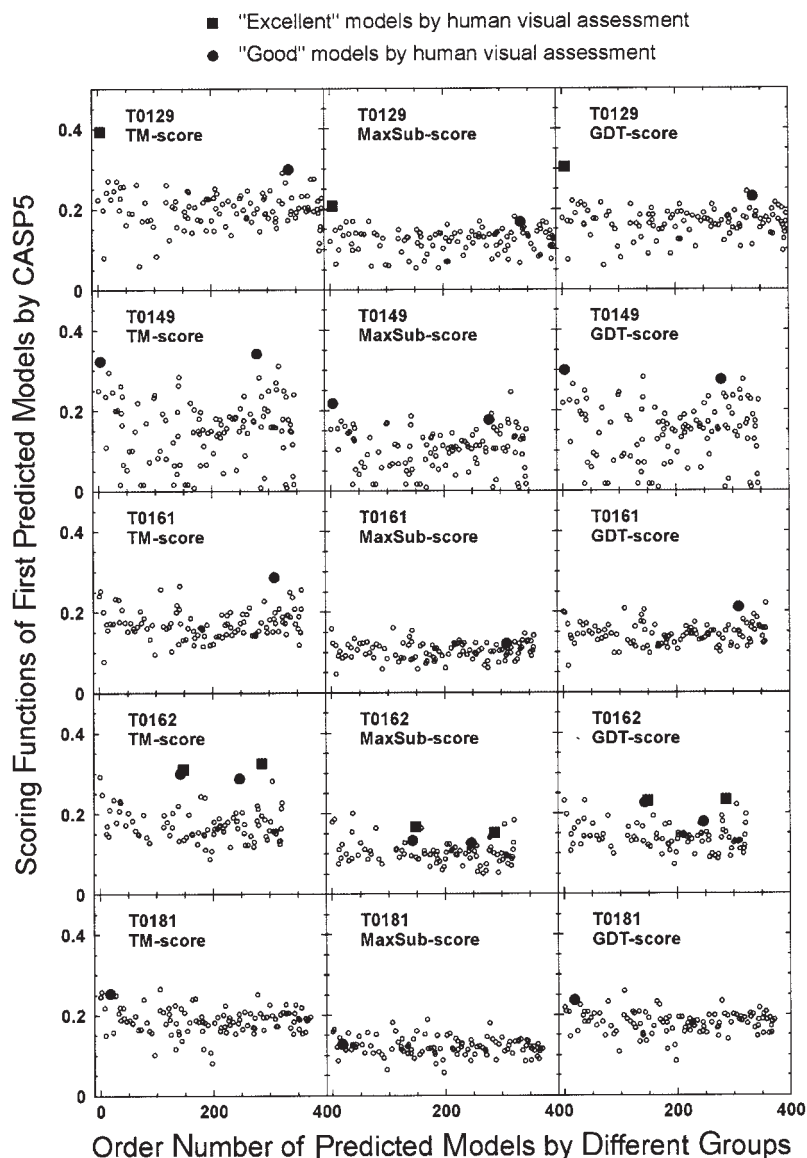 ■ "Excellent" models by human visual assessment
● "Good" models by human visual assessment
Scoring Functions of First Predicted Models by CASP5
T0129
TM-score
T0129
MaxSub-score
T0129
GDT-score
0.4
0.2
0
T0149
TM-score
T0149
MaxSub-score
T0149
GDT-score
0.4
0.2
0
T0161
TM-score
T0161
MaxSub-score
T0161
GDT-score
0.4
0.2
0
T0162
TM-score
T0162
MaxSub-score
T0162
GDT-score
0.4
0.2
0
T0181
TM-score
T0181
MaxSub-score
T0181
GDT-score
0.4
0.2
0
0 200 400 200 400 200 400
Order Number of Predicted Models by Different Groups